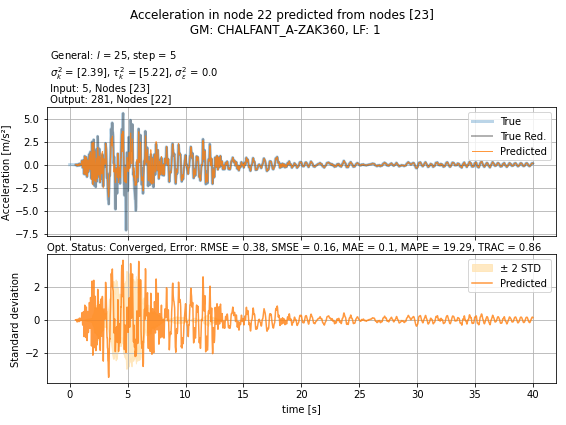 Acceleration in node 22 predicted from nodes [23]
GM: CHALFANT_A-ZAK360, LF: 1
General: l = 25, step = 5
σ²ₖ = [2.39], τ²ₖ = [5.22], σ²ε = 0.0
Input: 5, Nodes [23]
Output: 281, Nodes [22]
Acceleration [m/s²]
5.0
2.5
0.0
−2.5
−5.0
−7.5
True
True Red.
Predicted
Opt. Status: Converged, Error: RMSE = 0.38, SMSE = 0.16, MAE = 0.1, MAPE = 19.29, TRAC = 0.86
Standard deviation
2
0
−2
± 2 STD
Predicted
0 5 10 15 20 25 30 35 40
time [s]